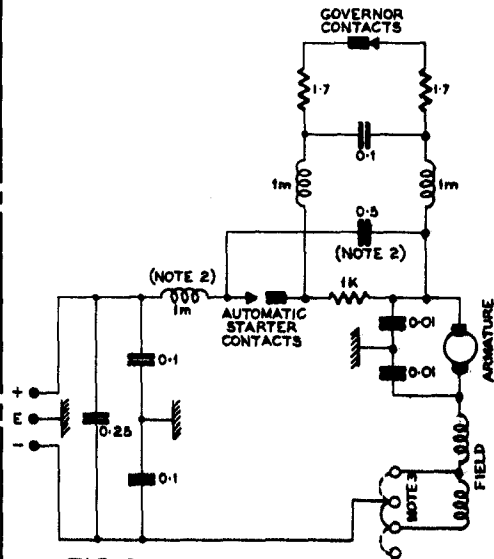 GOVERNOR
CONTACTS
1·7
1·7
0·1
1m
1m
0·5
(NOTE 2)
(NOTE 2)
1m
1K
AUTOMATIC
STARTER
CONTACTS
0·01
0·01
ARMATURE
0·1
+
E
-
0·25
0·1
NOTE 3
FIELD